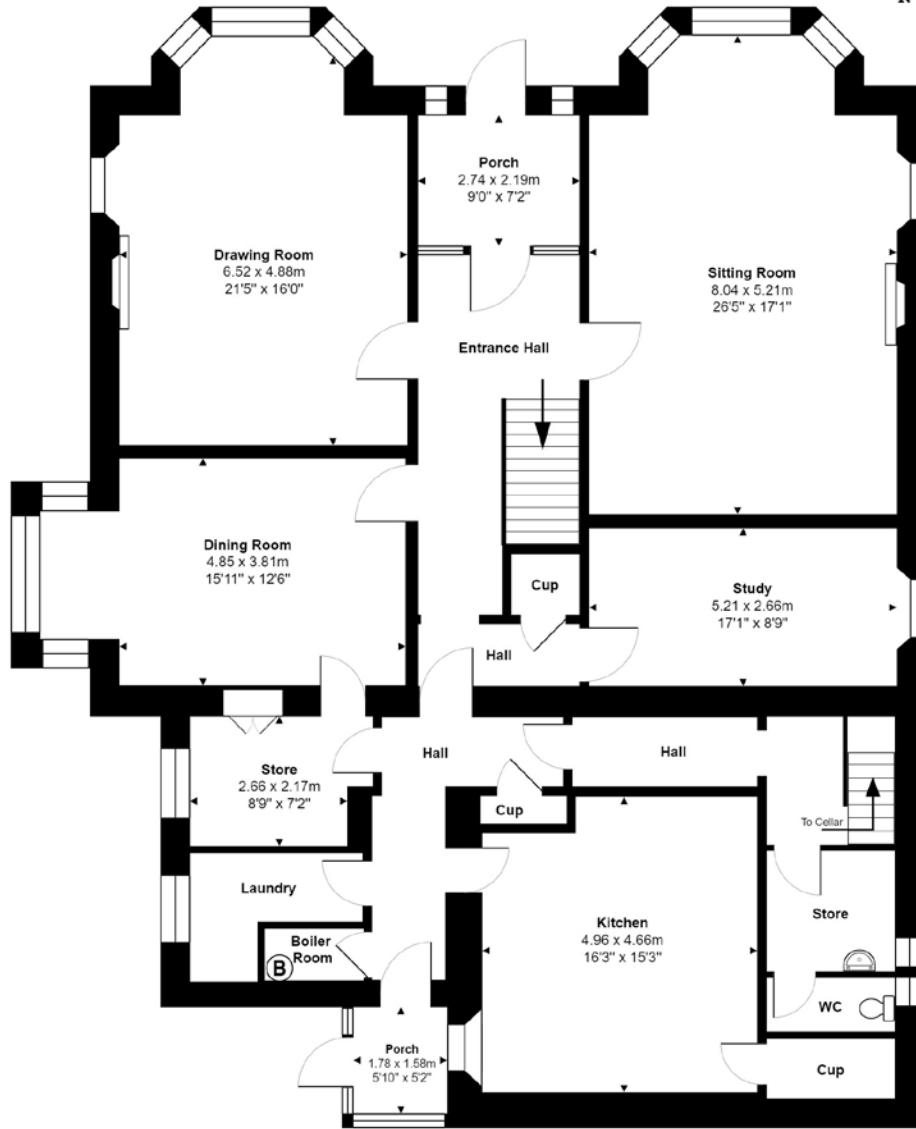 N
Porch
2.74 x 2.19m
9'0" x 7'2"
Drawing Room
6.52 x 4.88m
21'5" x 16'0"
Sitting Room
8.04 x 5.21m
26'5" x 17'1"
Entrance Hall
Dining Room
4.85 x 3.81m
15'11" x 12'6"
Cup
Study
5.21 x 2.66m
17'1" x 8'9"
Hall
Hall
Hall
Store
2.66 x 2.17m
8'9" x 7'2"
Cup
To Cellar
Laundry
Store
Kitchen
4.96 x 4.66m
16'3" x 15'3"
Boiler
Room
B
WC
Porch
1.78 x 1.58m
5'10" x 5'2"
Cup